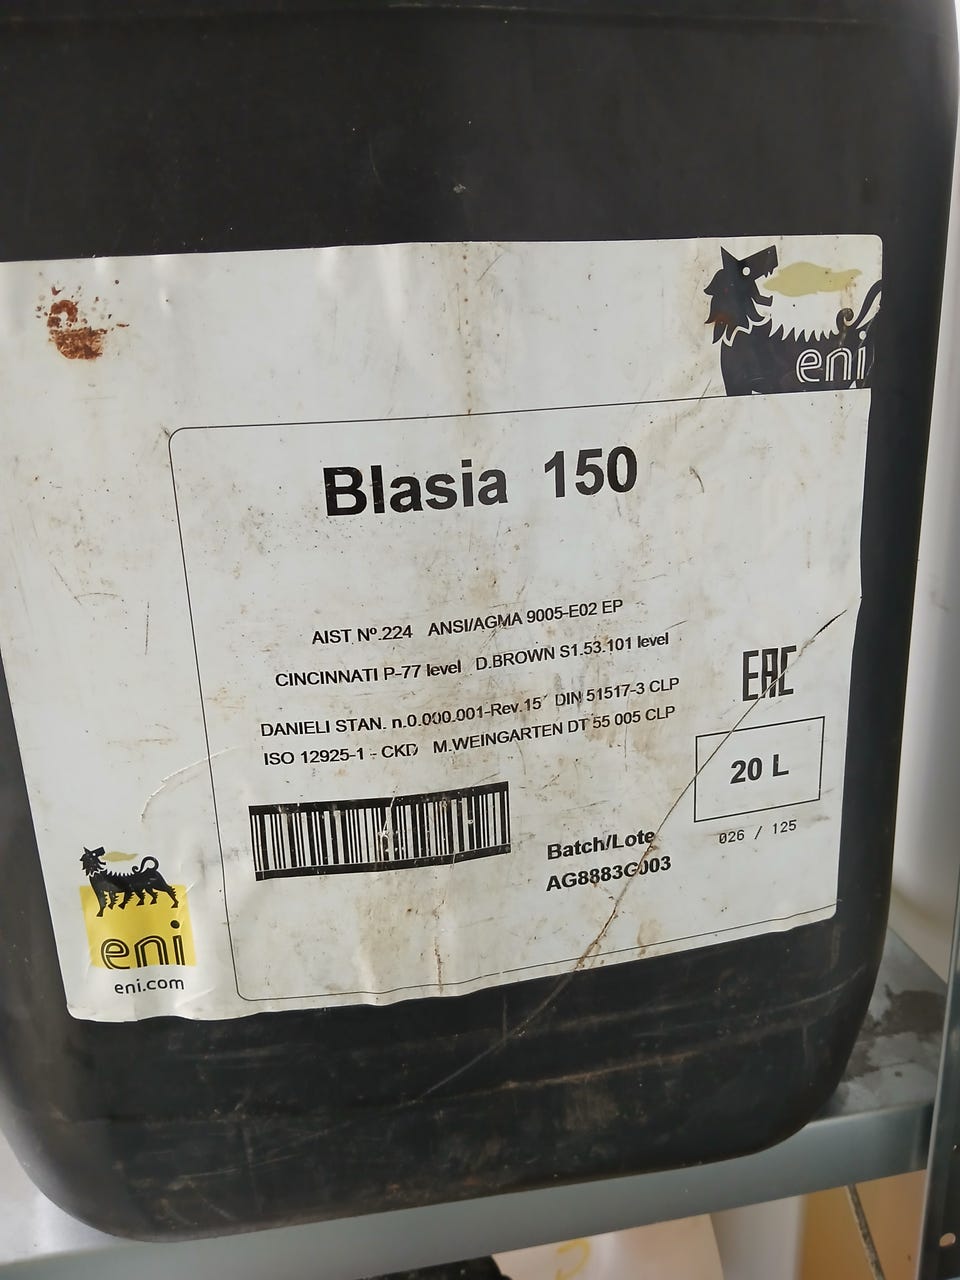 eni
Blasia 150
AIST Nº.224 ANSI/AGMA 9005-E02 EP
CINCINNATI P-77 level D.BROWN S1.53.101 level
DANIELI STAN. n.0.000.001-Rev.15 DIN 51517-3 CLP
ISO 12925-1 - CKD M.WEINGARTEN DT 55 005 CLP
EAC
20 L
026 / 125
Batch/Lote
AG8883G003
eni
eni.com